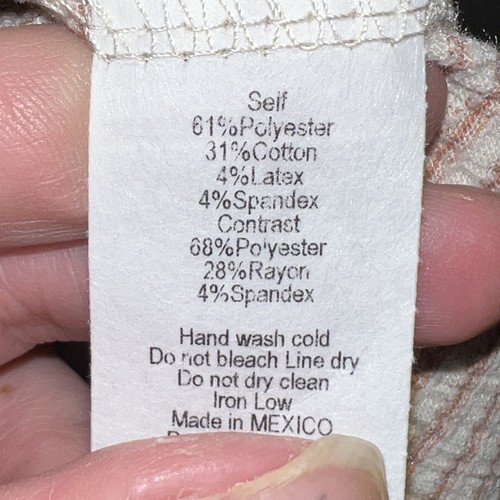 Self
61%Polyester
31%Cotton
4%Latex
4%Spandex
Contrast
68%Polyester
28%Rayon
4%Spandex
Hand wash cold
Do not bleach Line dry
Do not dry clean
Iron Low
Made in MEXICO